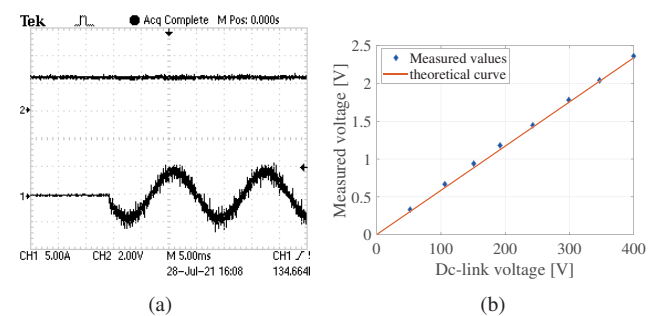 Tek Acq Complete M Pos: 0.000s
2
1
CH1 5.00A CH2 2.00V M 5.00ms CH1
28-Jul-21 16:08 134.664
(a)
2.5
2
1.5
1
0.5
0
Measured voltage [V]
Measured values
theoretical curve
0 100 200 300 400
Dc-link voltage [V]
(b)